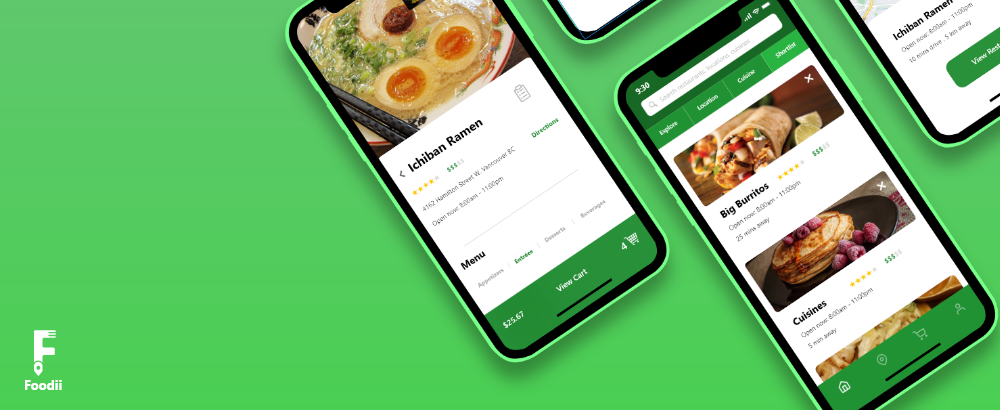 Ichiban Ramen
$$$$$
Directions
4162 Hamilton Street W. Vancouver BC
Open now: 8:00am - 11:00pm
Menu
Appetizers
Entrées
Desserts
Beverages
$25.67
View Cart
4
9:30
Search restaurants, locations, cuisines
Explore
Location
Cuisine
Shortlist
Big Burritos
$$$$$
Open now: 8:00am - 11:00pm
25 mins away
Cuisines
$$$$$
Open now: 8:00am - 11:00pm
5 min away
Ichiban Ramen
Open now: 8:00am - 11:00pm
10 mins drive . 5 km away
View Rest
Foodii